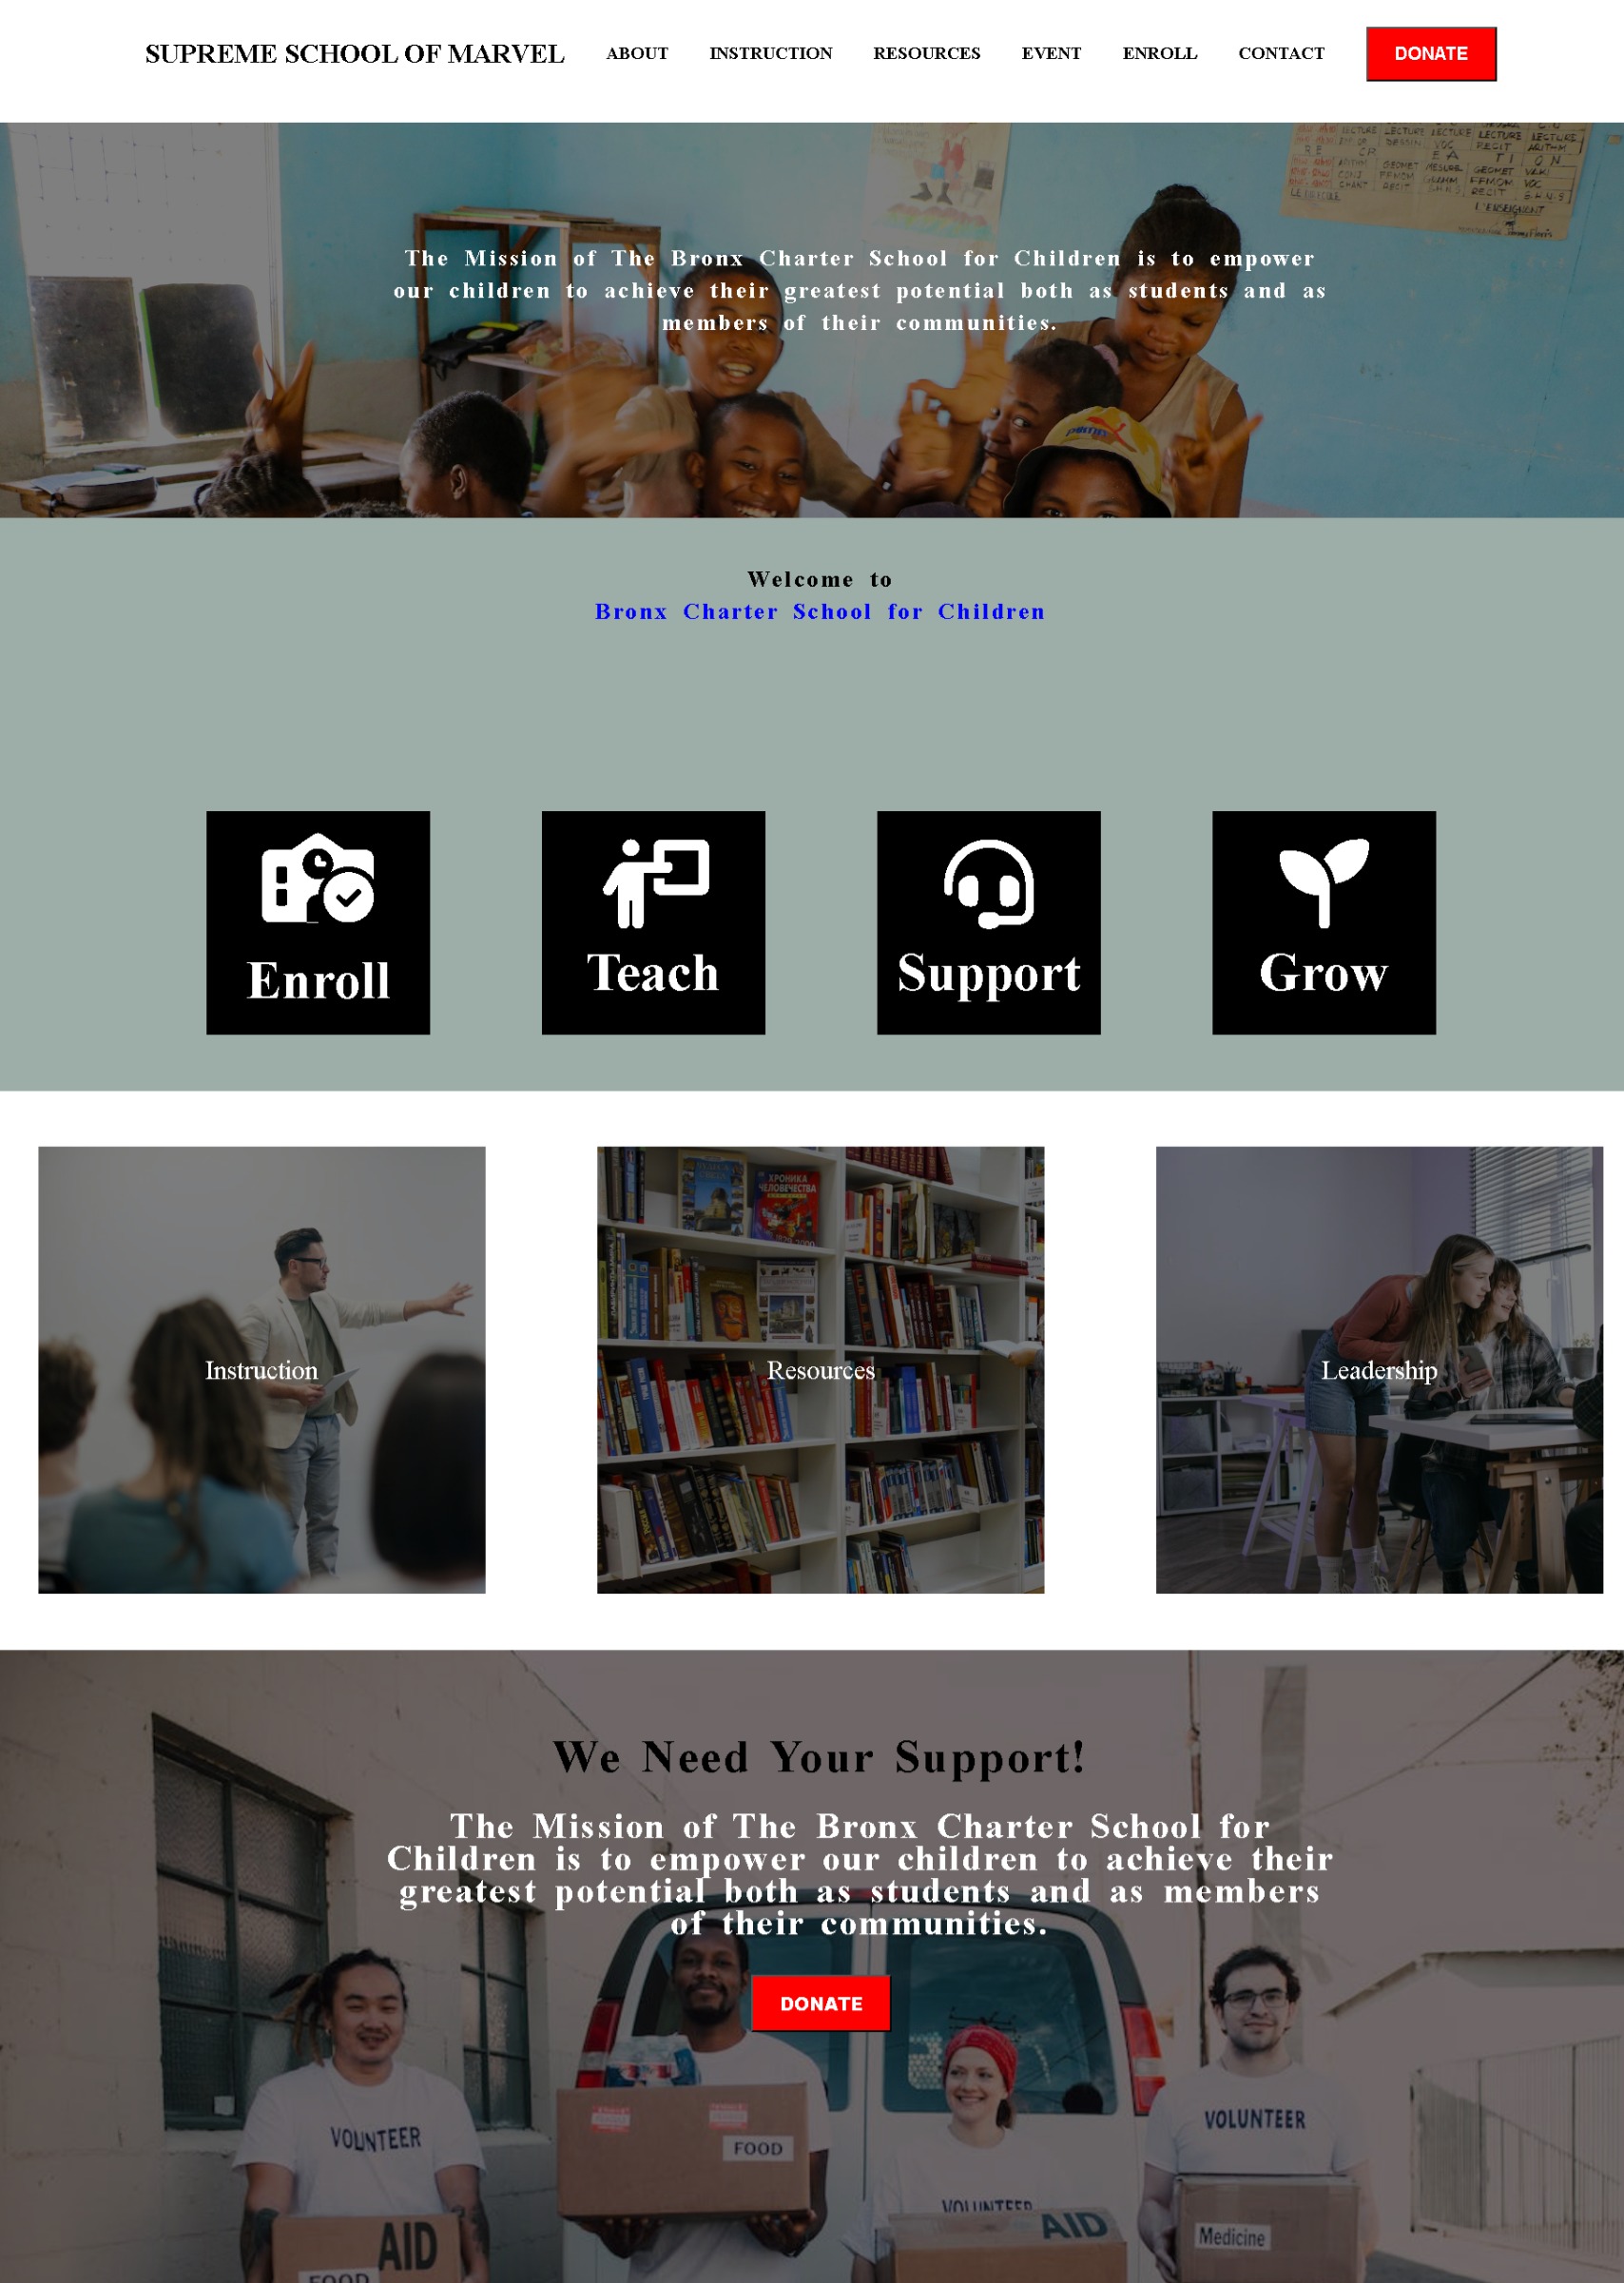 SUPREME SCHOOL OF MARVEL ABOUT INSTRUCTION RESOURCES EVENT ENROLL CONTACT DONATE
The Mission of The Bronx Charter School for Children is to empower
our children to achieve their greatest potential both as students and as
members of their communities.
Welcome to
Bronx Charter School for Children
Enroll Teach Support Grow
ХРОНИКА
ЧЕЛОВЕЧЕСТВА
Instruction Resources Leadership
We Need Your Support!
The Mission of The Bronx Charter School for
Children is to empower our children to achieve their
greatest potential both as students and as members
of their communities.
DONATE
VOLUNTEER
VOLUNTEER
FOOD
VOLUNTEER
AID
AID
Medicine
FOOD